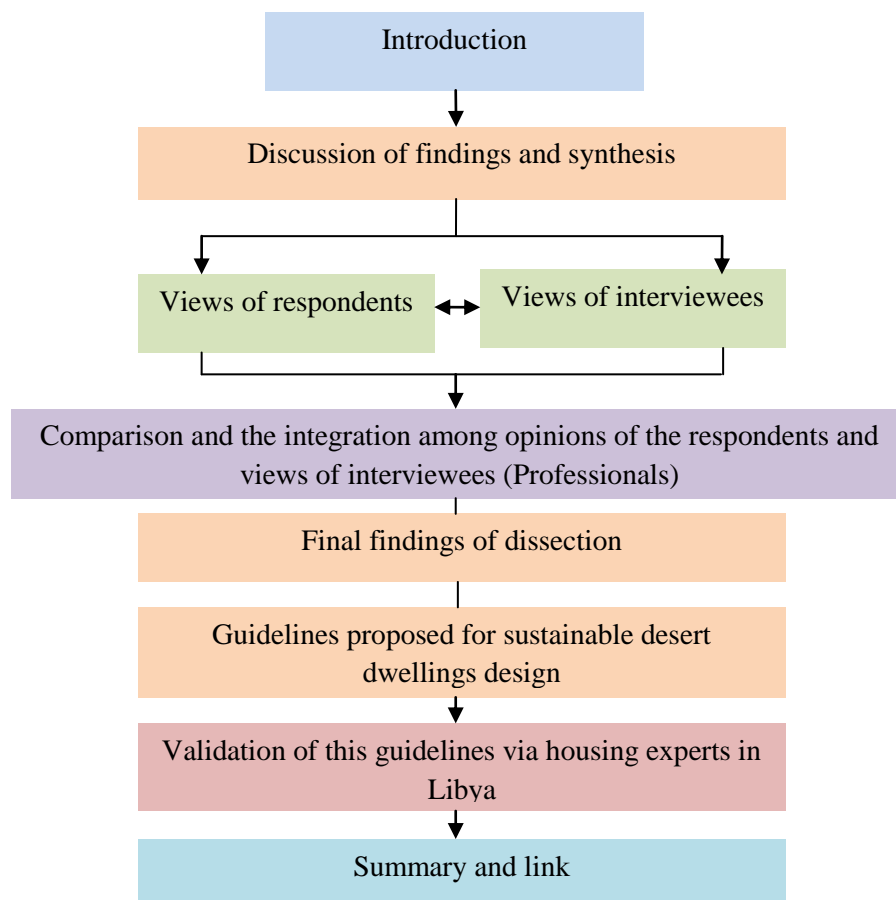 Introduction
Discussion of findings and synthesis
Views of respondents
Views of interviewees
Comparison and the integration among opinions of the respondents and
views of interviewees (Professionals)
Final findings of dissection
Guidelines proposed for sustainable desert
dwellings design
Validation of this guidelines via housing experts in
Libya
Summary and link